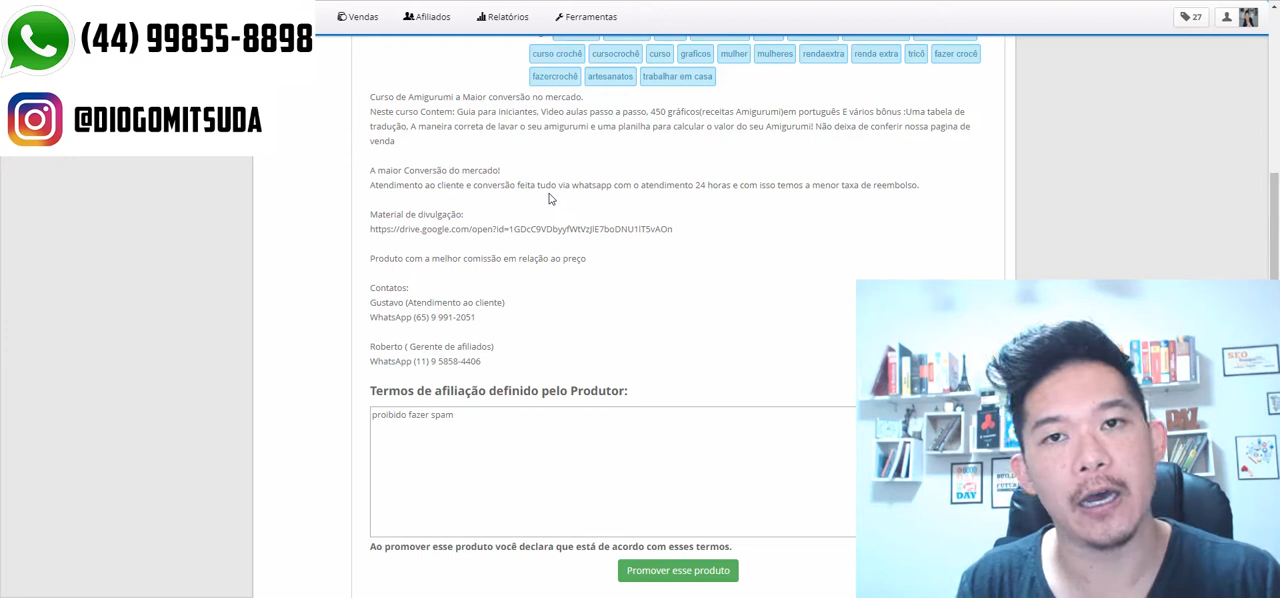 (44) 99855-8898
@DIOGOMITSUDA
Vendas
Afiliados
Relatórios
Ferramentas
27
curso crochê
cursocrochê
curso
graficos
mulher
mulheres
rendaextra
renda extra
tricô
fazer crocê
fazercrochê
artesanatos
trabalhar em casa
Curso de Amigurumi a Maior conversão no mercado.
Neste curso Contem: Guia para iniciantes, Video aulas passo a passo, 450 gráficos(receitas Amigurumi)em português E vários bônus :Uma tabela de
tradução, A maneira correta de lavar o seu amigurumi e uma planilha para calcular o valor do seu Amigurumi! Não deixa de conferir nossa pagina de
venda
A maior Conversão do mercado!
Atendimento ao cliente e conversão feita tudo via whatsapp com o atendimento 24 horas e com isso temos a menor taxa de reembolso.
Material de divulgação:
https://drive.google.com/open?id=1GDcC9VDbyyfWtVzJlE7boDNU1lT5vAOn
Produto com a melhor comissão em relação ao preço
Contatos:
Gustavo (Atendimento ao cliente)
WhatsApp (65) 9 991-2051
Roberto ( Gerente de afiliados)
WhatsApp (11) 9 5858-4406
Termos de afiliação definido pelo Produtor:
proibido fazer spam
Ao promover esse produto você declara que está de acordo com esses termos.
Promover esse produto
SEO
DAY